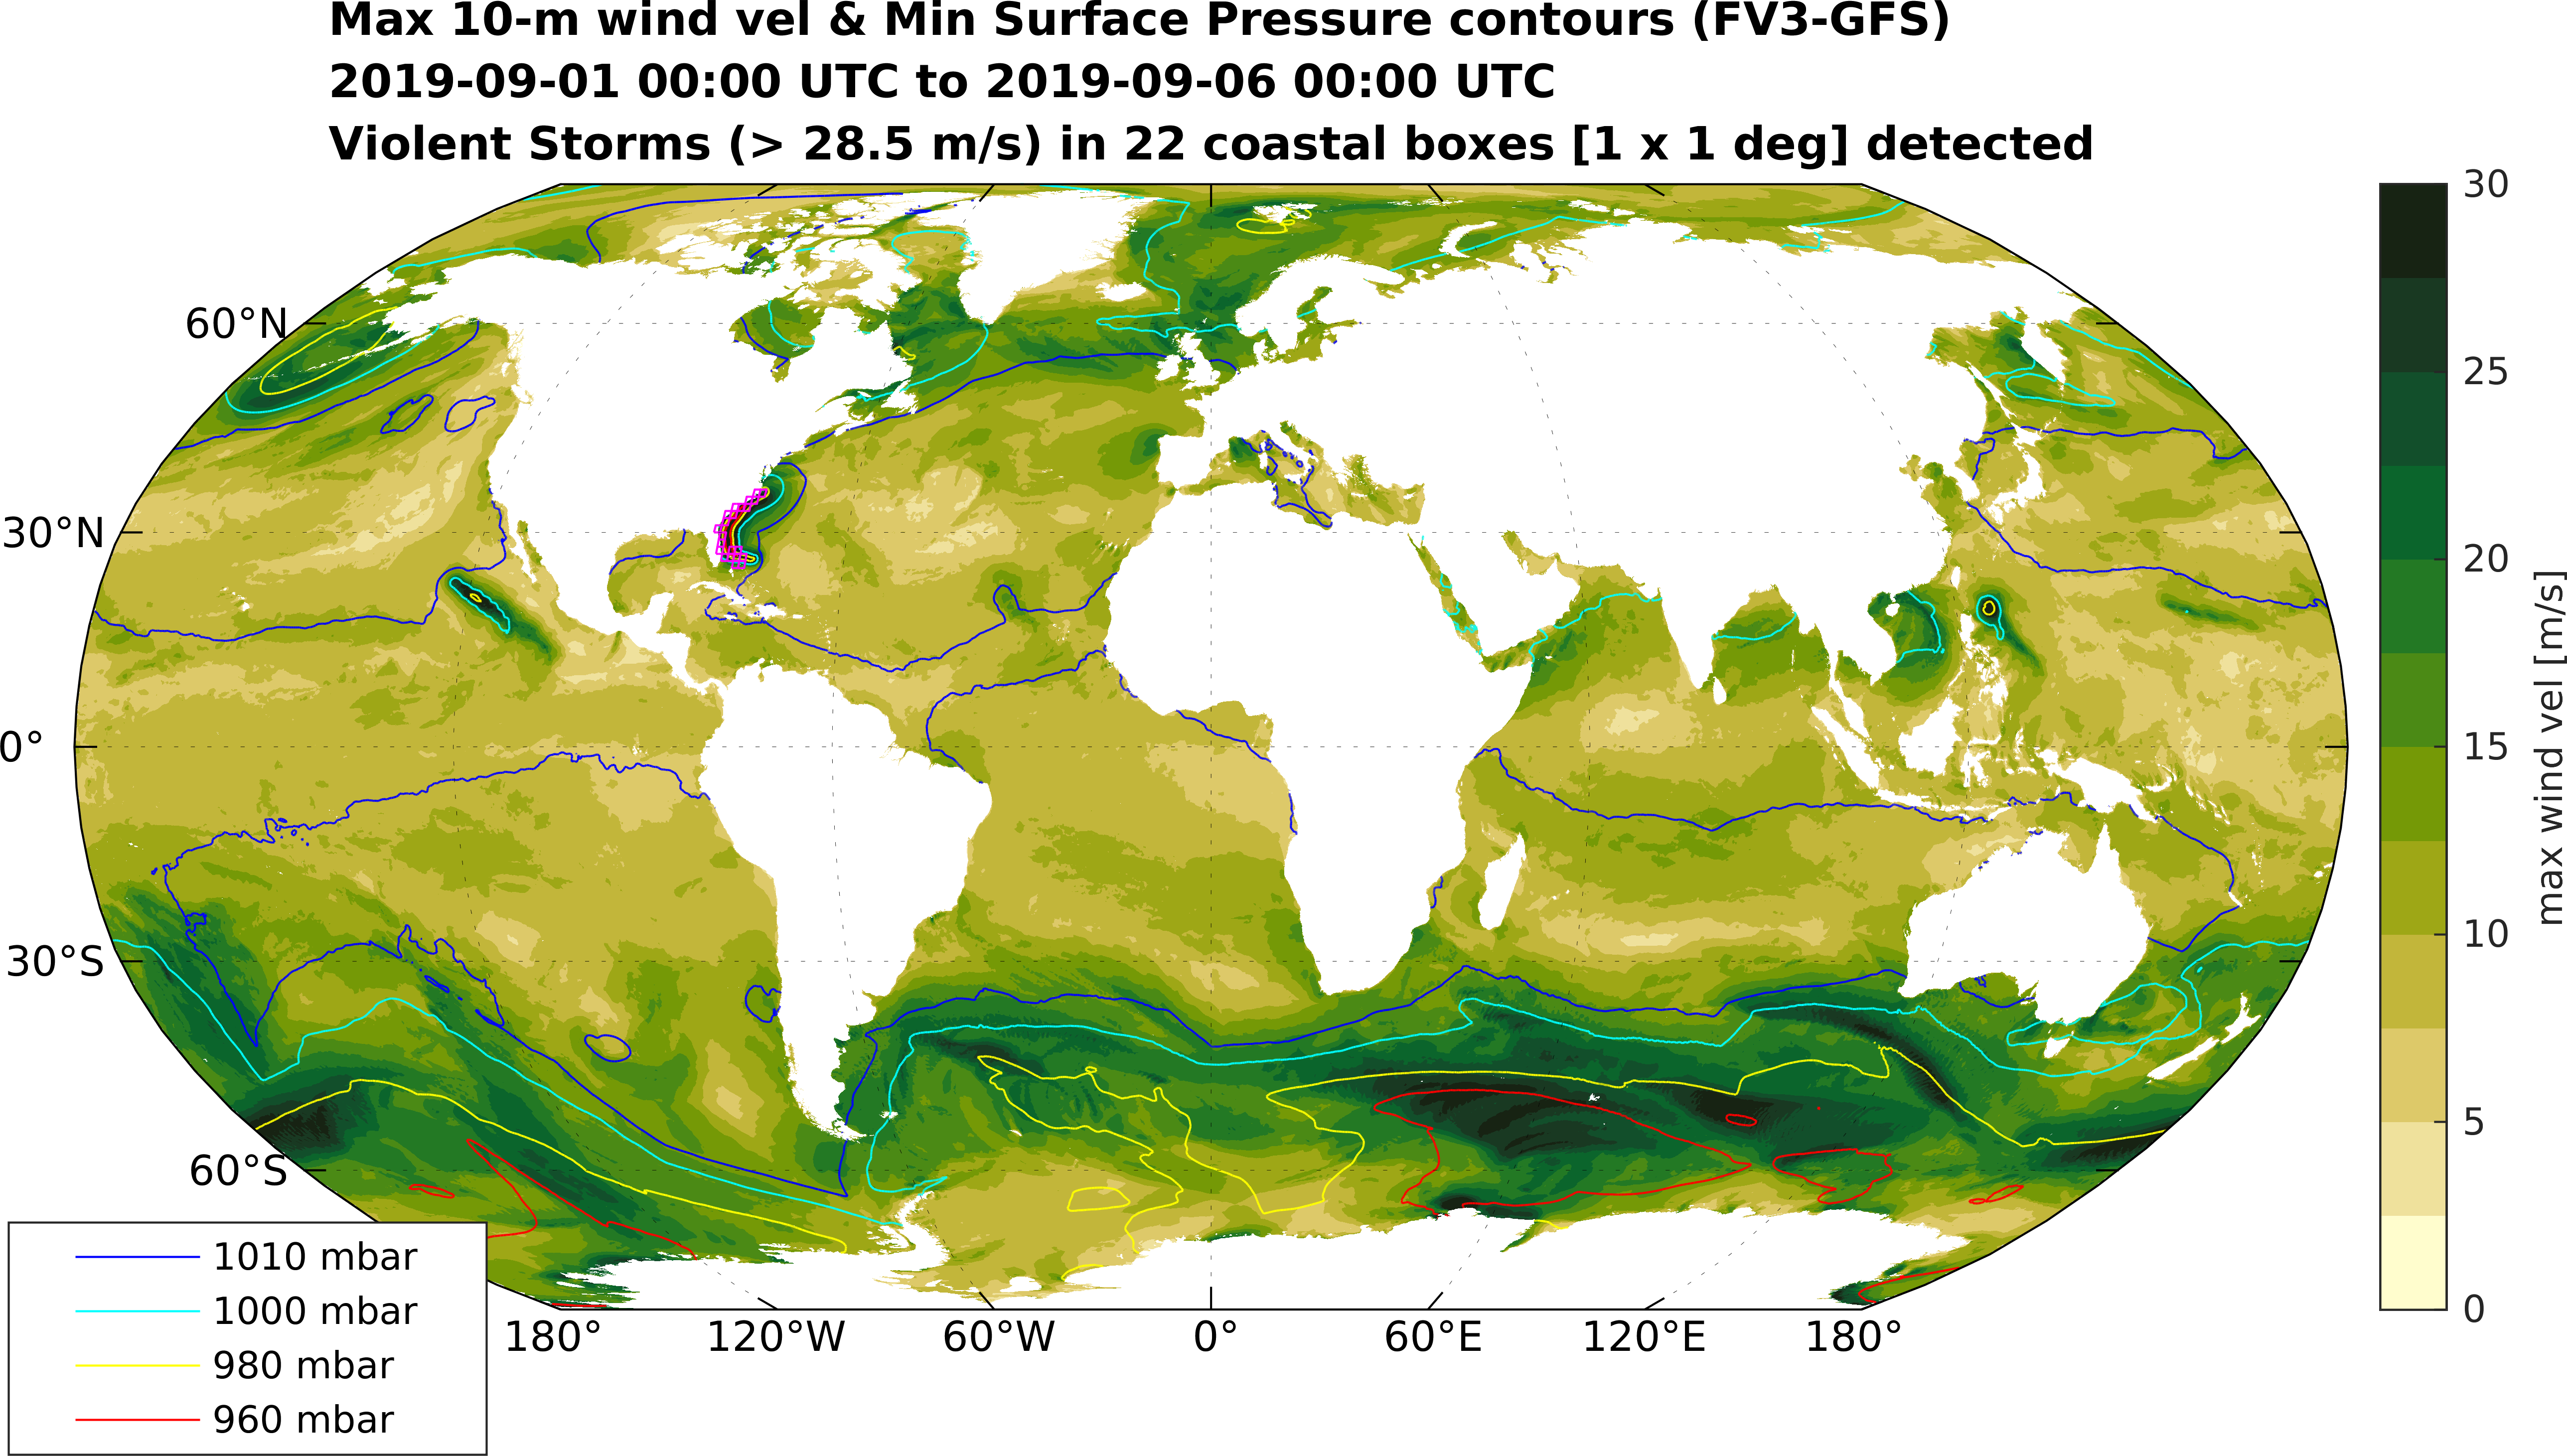 Max 10-m wind vel & Min Surface Pressure contours (FV3-GFS)
2019-09-01 00:00 UTC to 2019-09-06 00:00 UTC
Violent Storms (> 28.5 m/s) in 22 coastal boxes [1 x 1 deg] detected
60°N
30°N
0°
30°S
60°S
180°
120°W
60°W
0°
60°E
120°E
180°
1010 mbar
1000 mbar
980 mbar
960 mbar
30
25
20
15
10
5
0
max wind vel [m/s]